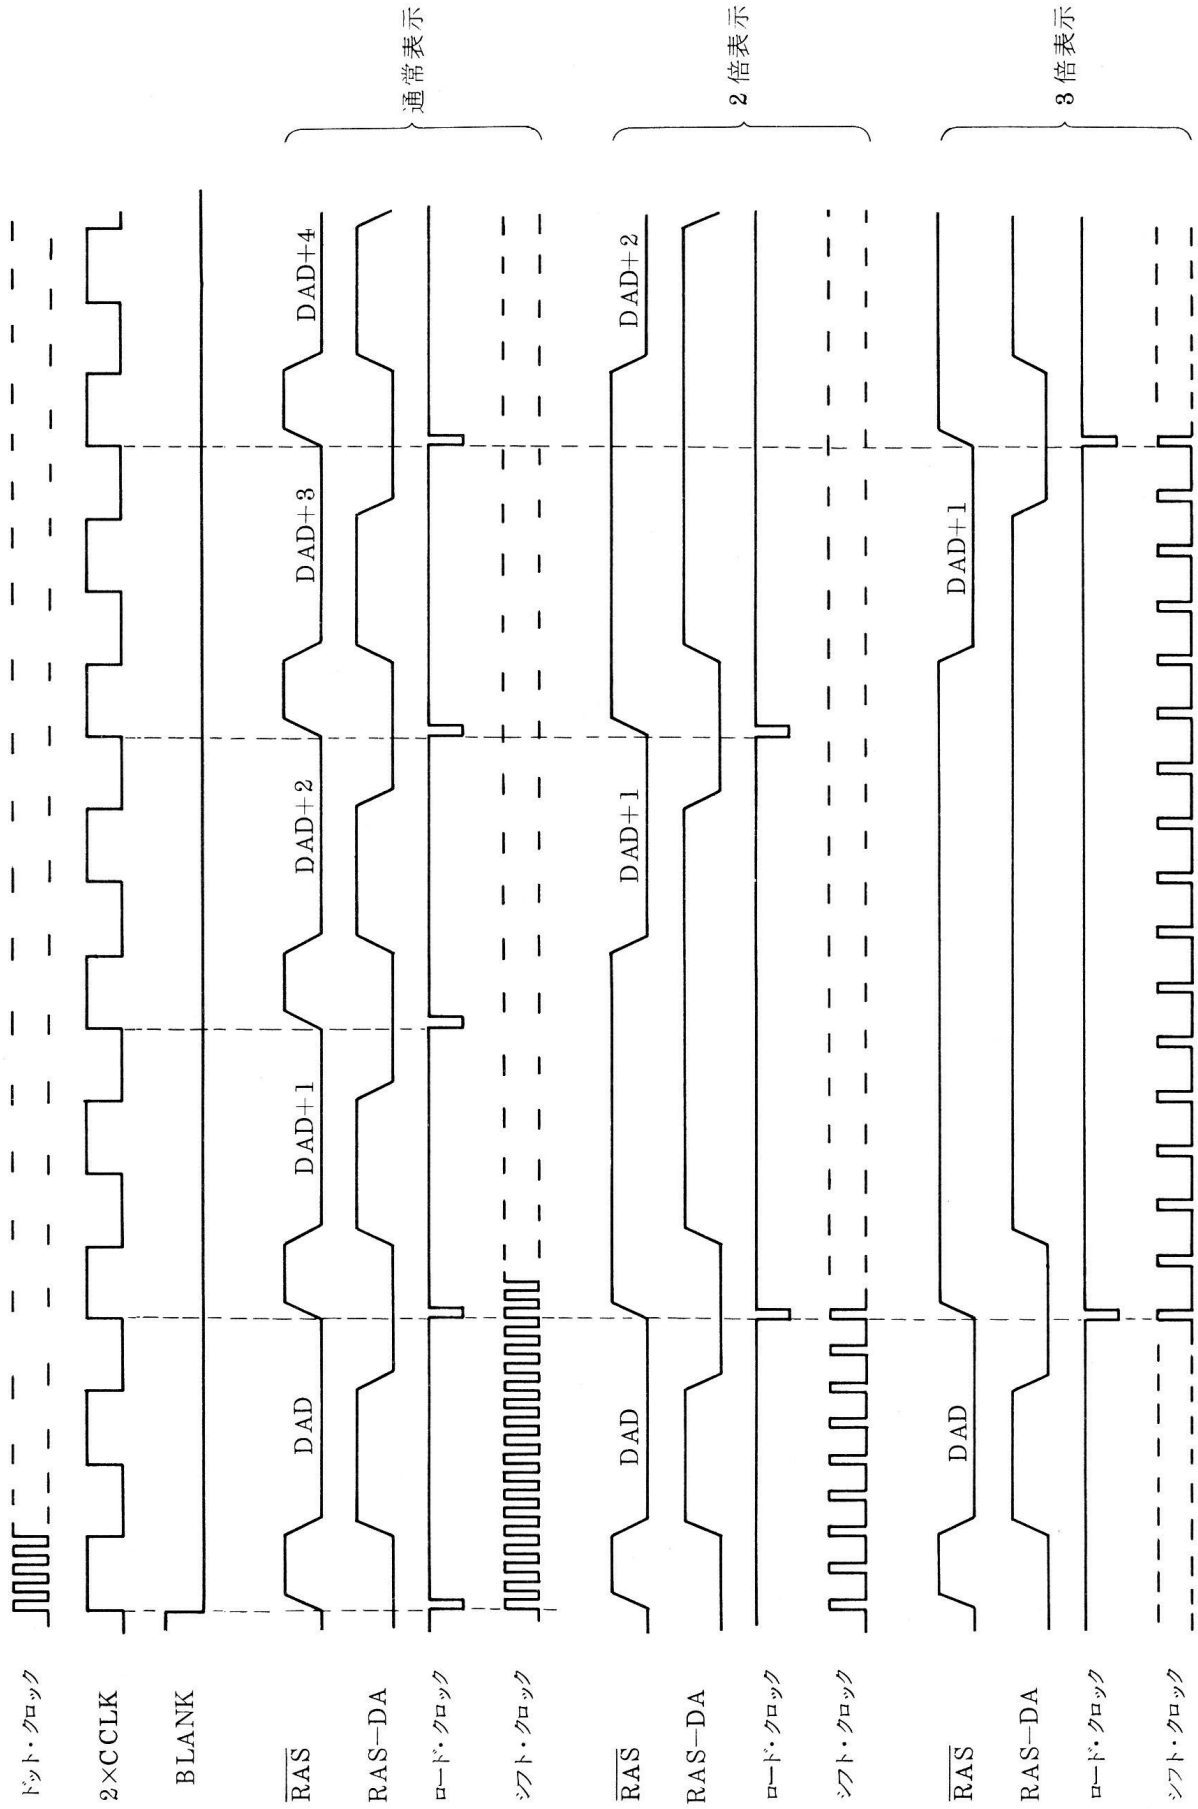 ドット・クロック
2×CCLK
BLANK
通常表示
RAS
DAD
DAD+1
DAD+2
DAD+3
DAD+4
RAS-DA
ロード・クロック
シフト・クロック
2倍表示
RAS
DAD
DAD+1
DAD+2
RAS-DA
ロード・クロック
シフト・クロック
3倍表示
RAS
DAD
DAD+1
RAS-DA
ロード・クロック
シフト・クロック